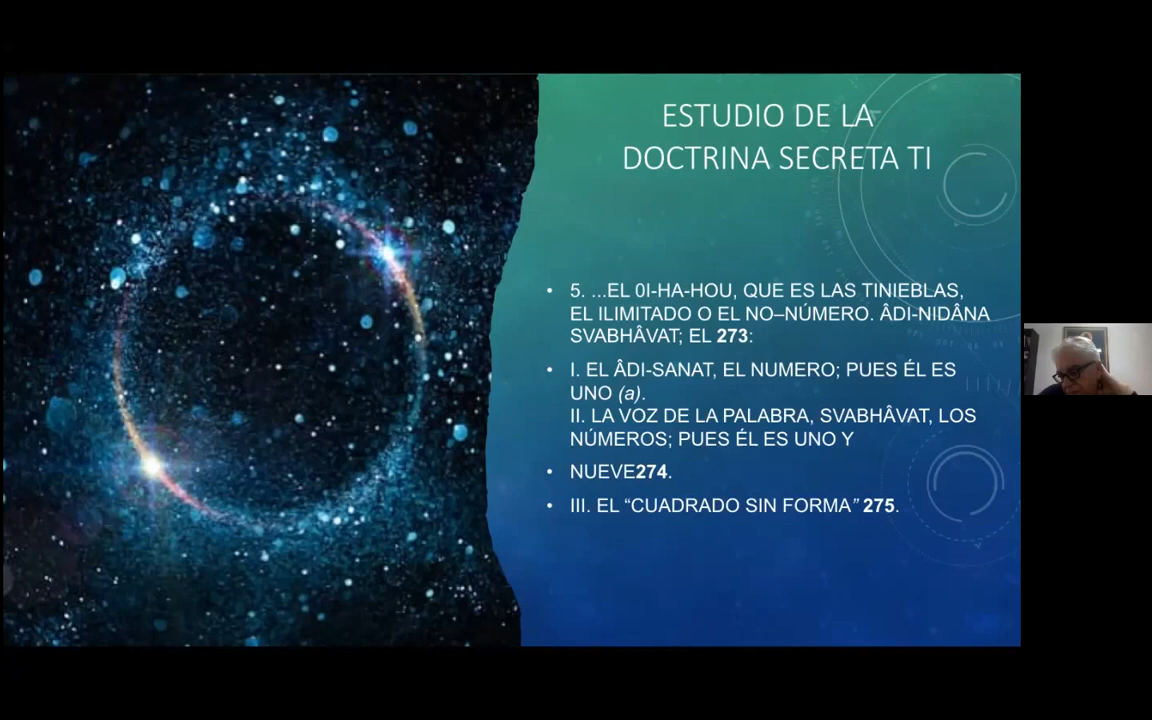 ESTUDIO DE LA
DOCTRINA SECRETA TI
• 5. ...EL 0I-HA-HOU, QUE ES LAS TINIEBLAS,
EL ILIMITADO O EL NO–NÚMERO. ÂDI-NIDÂNA
SVABHÂVAT; EL 273:
• I. EL ÂDI-SANAT, EL NUMERO; PUES ÉL ES
UNO (a).
II. LA VOZ DE LA PALABRA, SVABHÂVAT, LOS
NÚMEROS; PUES ÉL ES UNO Y
• NUEVE274.
• III. EL “CUADRADO SIN FORMA” 275.